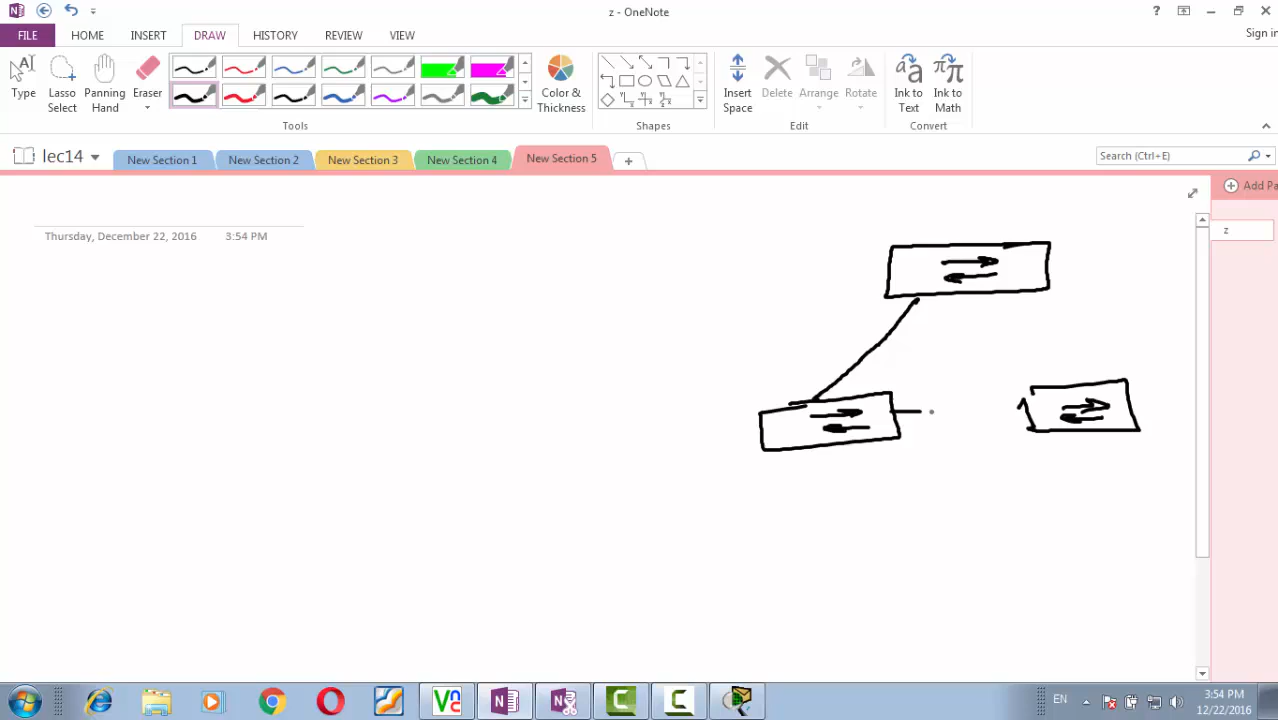 z - OneNote
?
Sign in
FILE HOME INSERT DRAW HISTORY REVIEW VIEW
Type
Lasso Select
Panning Hand
Eraser
Color & Thickness
Insert Space
Delete
Arrange
Rotate
Ink to Text
Ink to Math
Tools
Shapes
Edit
Convert
lec14
New Section 1
New Section 2
New Section 3
New Section 4
New Section 5
Search (Ctrl+E)
Add Pa
Thursday, December 22, 2016 3:54 PM
z
EN
3:54 PM
12/22/2016